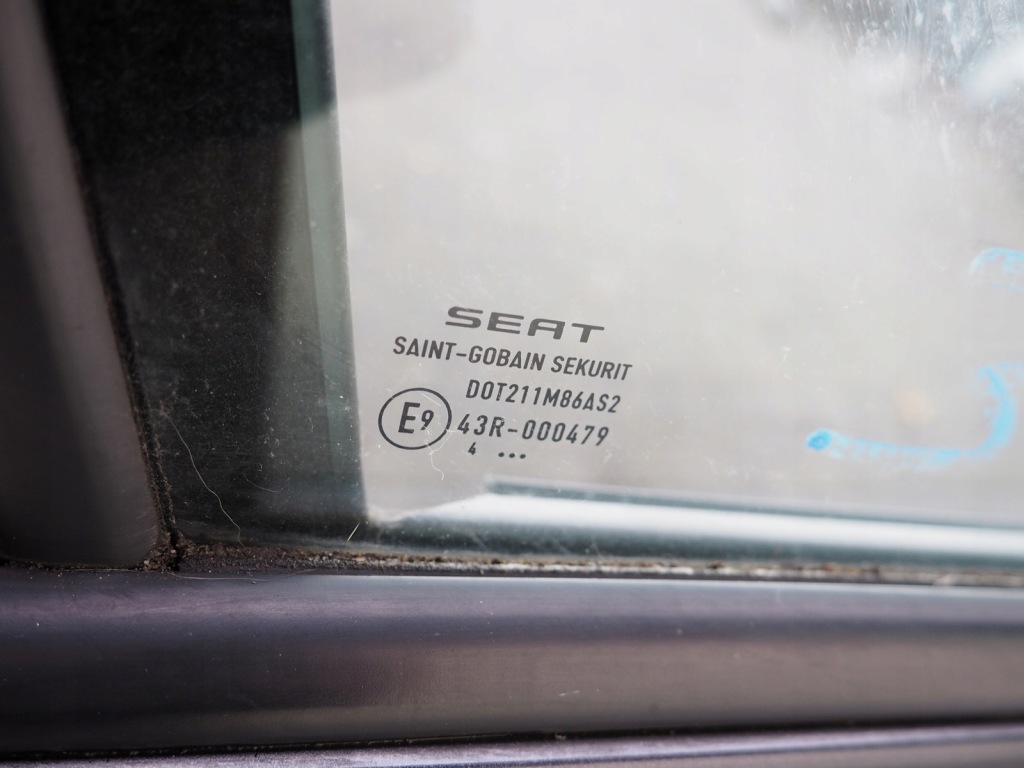 SEAT
SAINT-GOBAIN SEKURIT
DOT211M86AS2
E9 43R-000479
4 ...